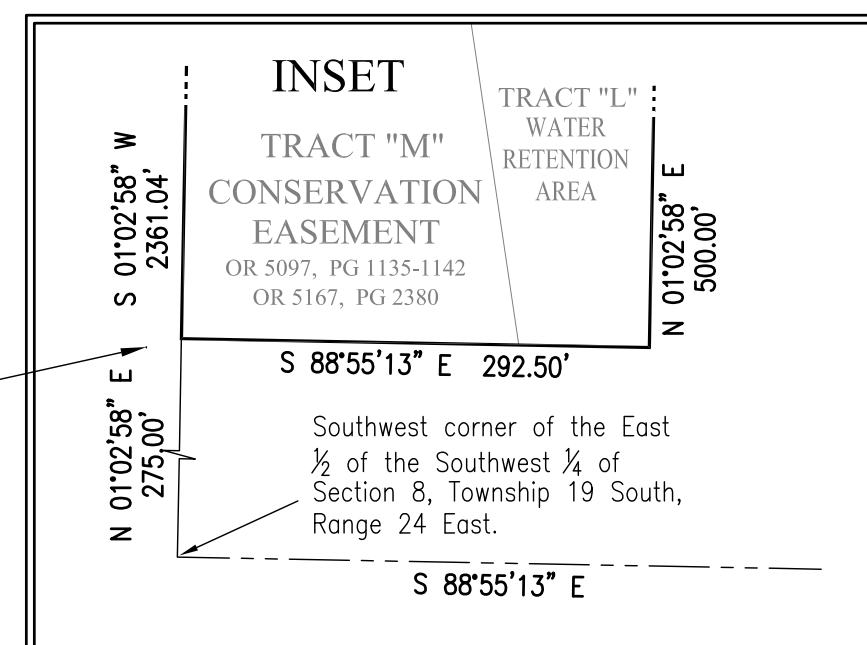 INSET
TRACT "M"
CONSERVATION
EASEMENT
OR 5097, PG 1135-1142
OR 5167, PG 2380
TRACT "L"
WATER
RETENTION
AREA
S 01°02'58" W
2361.04'
N 01°02'58" E
500.00'
S 88°55'13" E 292.50'
N 01°02'58" E
275.00'
Southwest corner of the East
½ of the Southwest ¼ of
Section 8, Township 19 South,
Range 24 East.
S 88°55'13" E